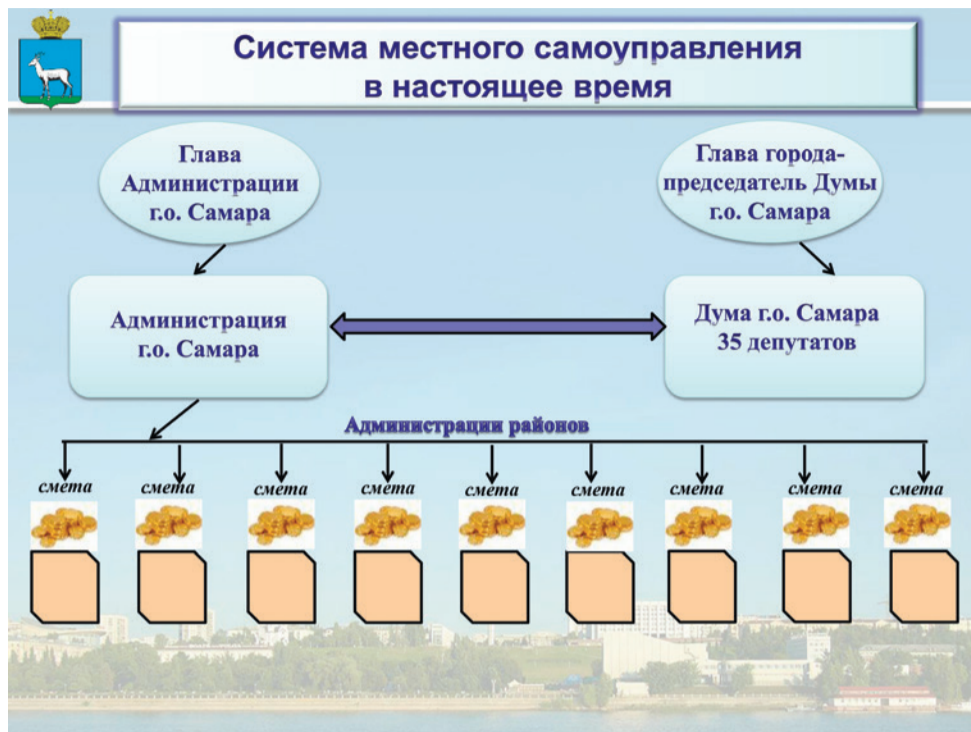 Система местного самоуправления
в настоящее время
Глава
Администрации
г.о. Самара
Глава города-
председатель Думы
г.о. Самара
Администрация
г.о. Самара
Дума г.о. Самара
35 депутатов
Администрации районов
смета смета смета смета смета смета смета смета смета